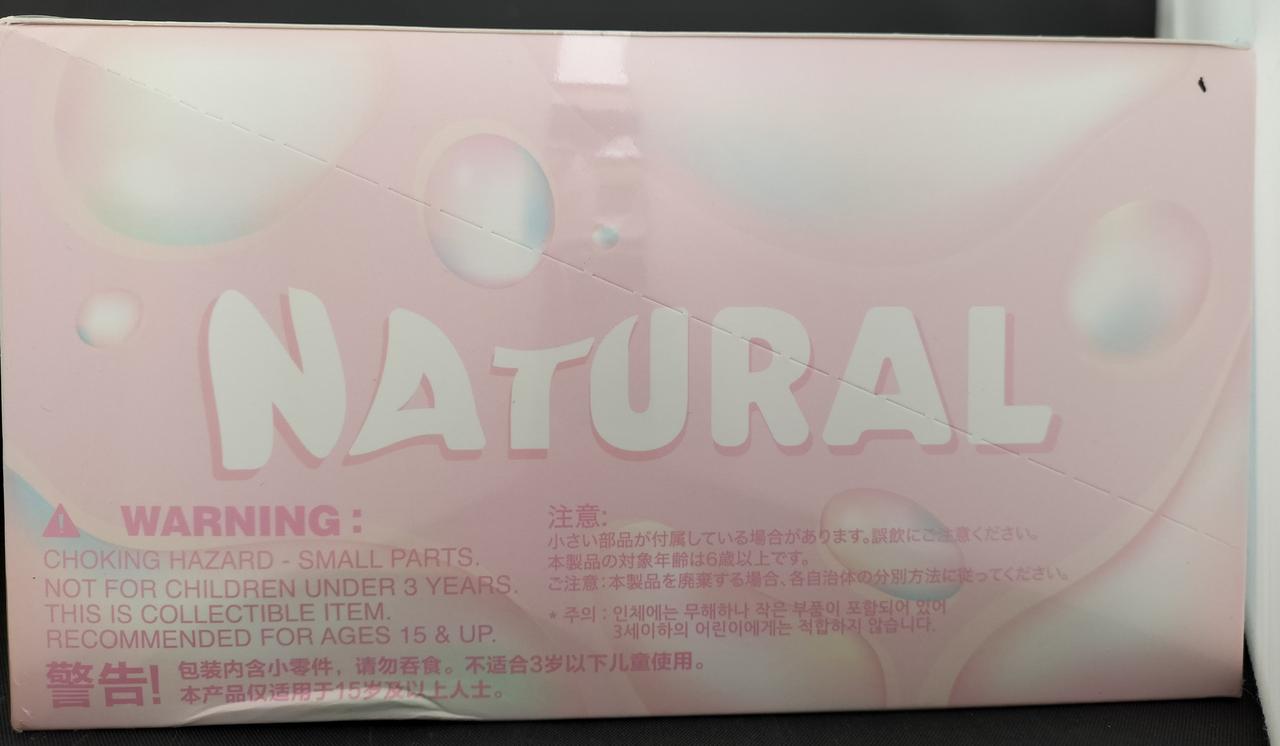 NATURAL
WARNING:
CHOKING HAZARD - SMALL PARTS.
NOT FOR CHILDREN UNDER 3 YEARS.
THIS IS COLLECTIBLE ITEM.
RECOMMENDED FOR AGES 15 & UP.
警告! 包装内含小零件，请勿吞食。不适合3岁以下儿童使用。
本产品仅适用于15岁及以上人士。
注意:
小さい部品が付属している場合があります。誤飲にご注意ください。
本製品の対象年齢は6歳以上です。
ご注意：本製品を廃棄する場合、各自治体の分別方法に従ってください。
* 주의 : 인체에는 무해하나 작은 부품이 포함되어 있어
3세이하의 어린이에게는 적합하지 않습니다.